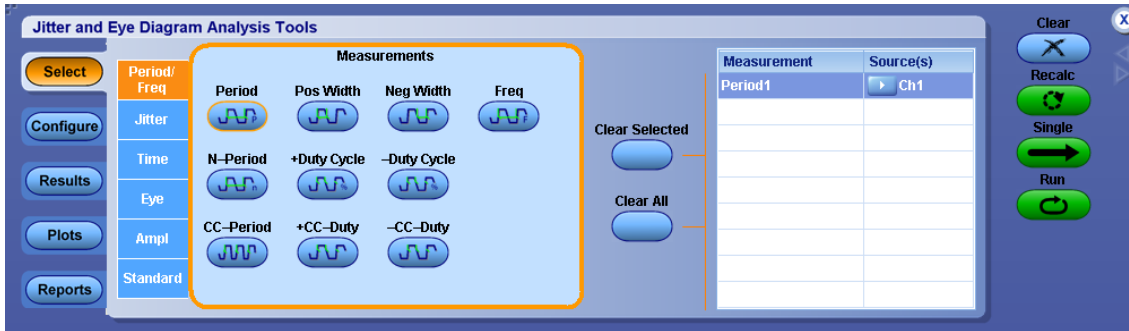 Jitter and Eye Diagram Analysis Tools
Select
Configure
Results
Plots
Reports
Period/
Freq
Jitter
Time
Eye
Ampl
Standard
Measurements
Period Pos Width Neg Width Freq
N–Period +Duty Cycle –Duty Cycle
CC–Period +CC–Duty –CC–Duty
Clear Selected
Clear All
Measurement Source(s)
Period1 Ch1
Clear
Recalc
Single
Run
X